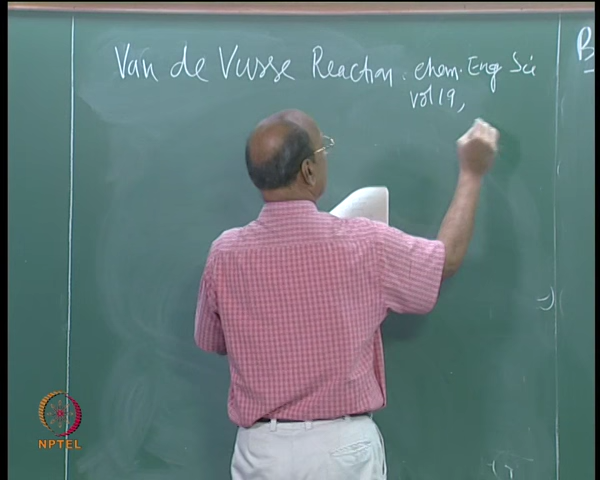 Van de Vusse Reaction. Chem. Eng Sci
vol 19,
B
NPTEL